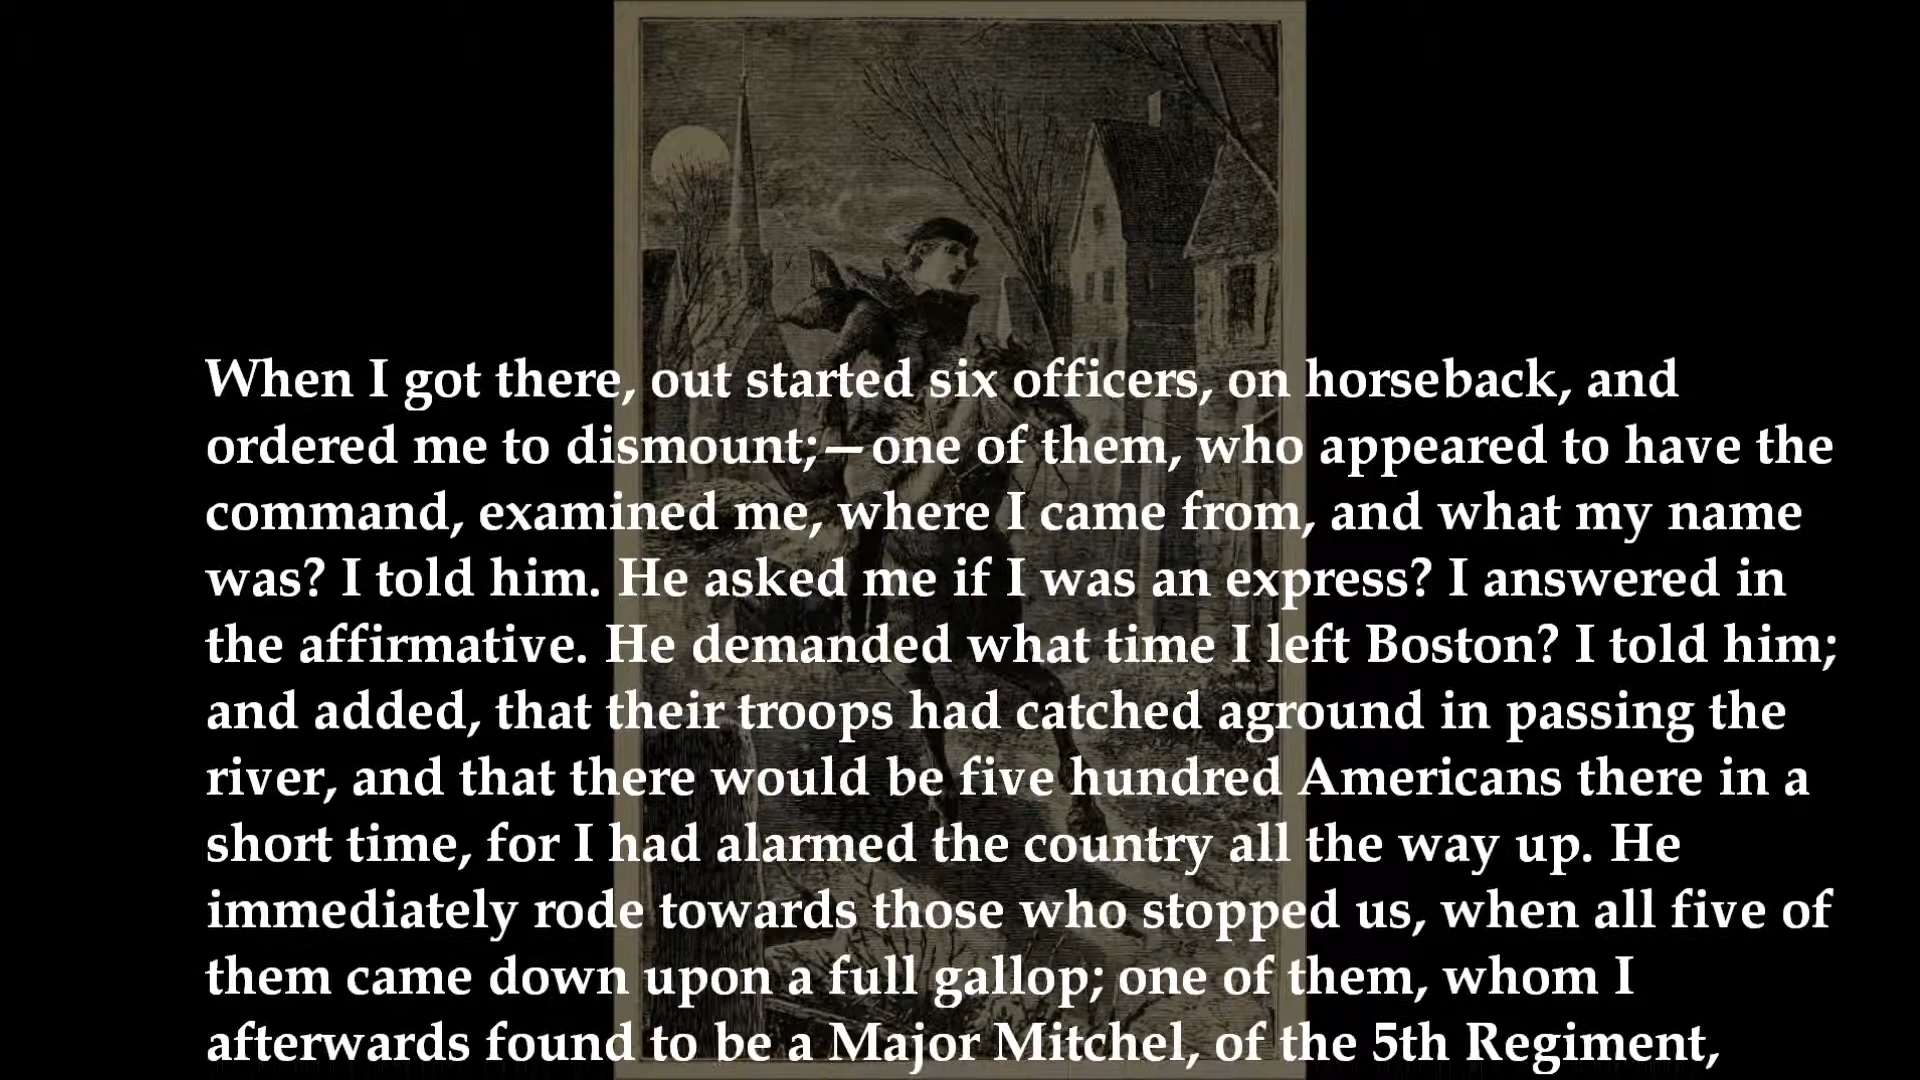 When I got there, out started six officers, on horseback, and
ordered me to dismount;—one of them, who appeared to have the
command, examined me, where I came from, and what my name
was? I told him. He asked me if I was an express? I answered in
the affirmative. He demanded what time I left Boston? I told him;
and added, that their troops had catched aground in passing the
river, and that there would be five hundred Americans there in a
short time, for I had alarmed the country all the way up. He
immediately rode towards those who stopped us, when all five of
them came down upon a full gallop; one of them, whom I
afterwards found to be a Major Mitchel, of the 5th Regiment,